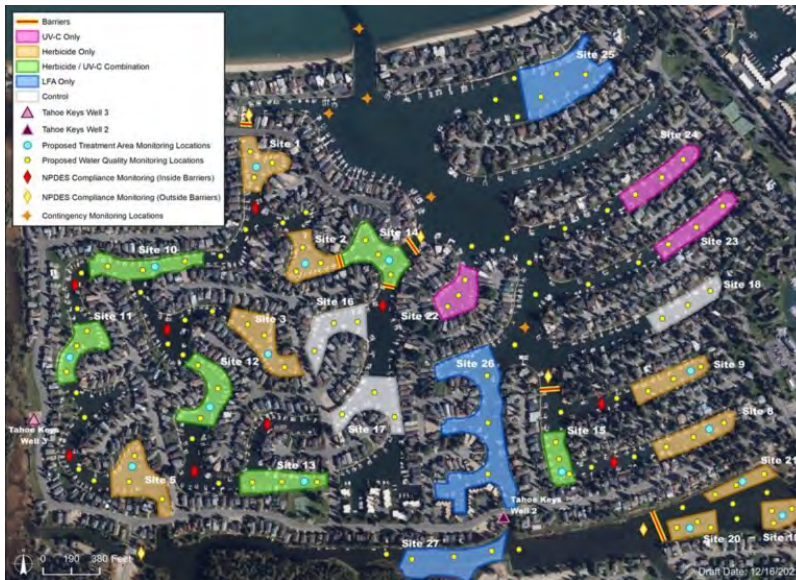 Barriers
UV-C Only
Herbicide Only
Herbicide / UV-C Combination
LFA Only
Control
Tahoe Keys Well 3
Tahoe Keys Well 2
Proposed Treatment Area Monitoring Locations
Proposed Water Quality Monitoring Locations
NPDES Compliance Monitoring (Inside Barriers)
NPDES Compliance Monitoring (Outside Barriers)
Contingency Monitoring Locations
Site 25
Site 1
Site 24
Site 2
Site 14
Site 23
Site 10
Site 18
Site 22
Site 16
Site 11
Site 3
Site 26
Site 12
Site 9
Site 8
Tahoe Keys
Well 3
Site 17
Site 15
Site 5
Site 13
Site 21
Tahoe Keys
Well 2
Site 20
Site 27
0 190 380 Feet
Draft Date: 12/16/202